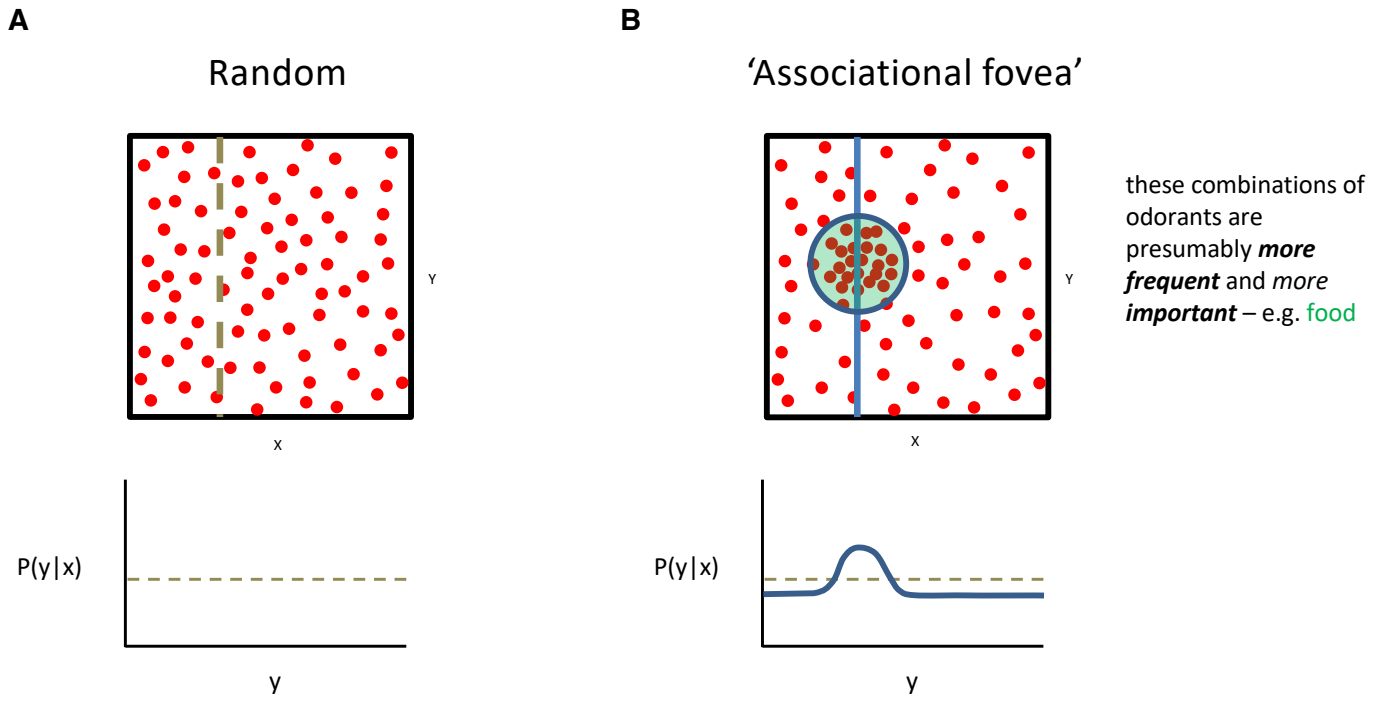 A
Random
Y
X
P(y|x)
y
B
‘Associational fovea’
these combinations of
odorants are
presumably more
frequent and more
important – e.g. food
Y
X
P(y|x)
y